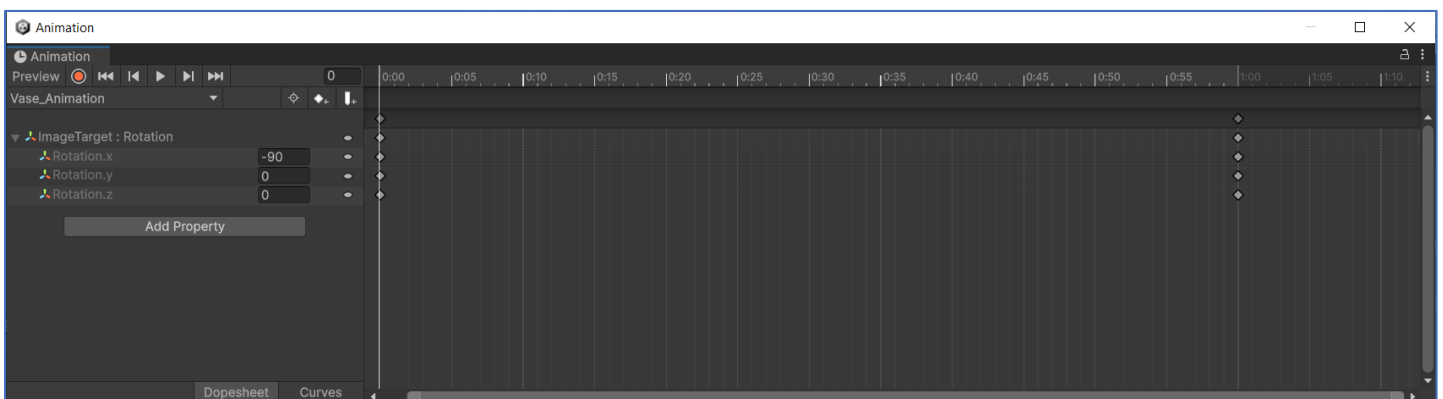 Animation
Animation
Preview 0 0:00 0:05 0:10 0:15 0:20 0:25 0:30 0:35 0:40 0:45 0:50 0:55 1:00 1:05 1:10
Vase_Animation
ImageTarget : Rotation
Rotation.x -90
Rotation.y 0
Rotation.z 0
Add Property
Dopesheet Curves